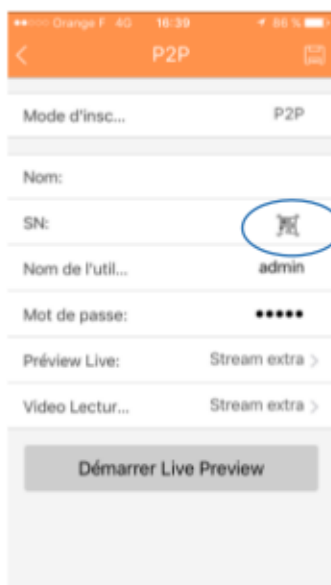 Orange F 4G 16:39 86 %
P2P
Mode d'insc... P2P
Nom:
SN:
Nom de l'util... admin
Mot de passe: •••••
Préview Live: Stream extra >
Video Lectur... Stream extra >
Démarrer Live Preview